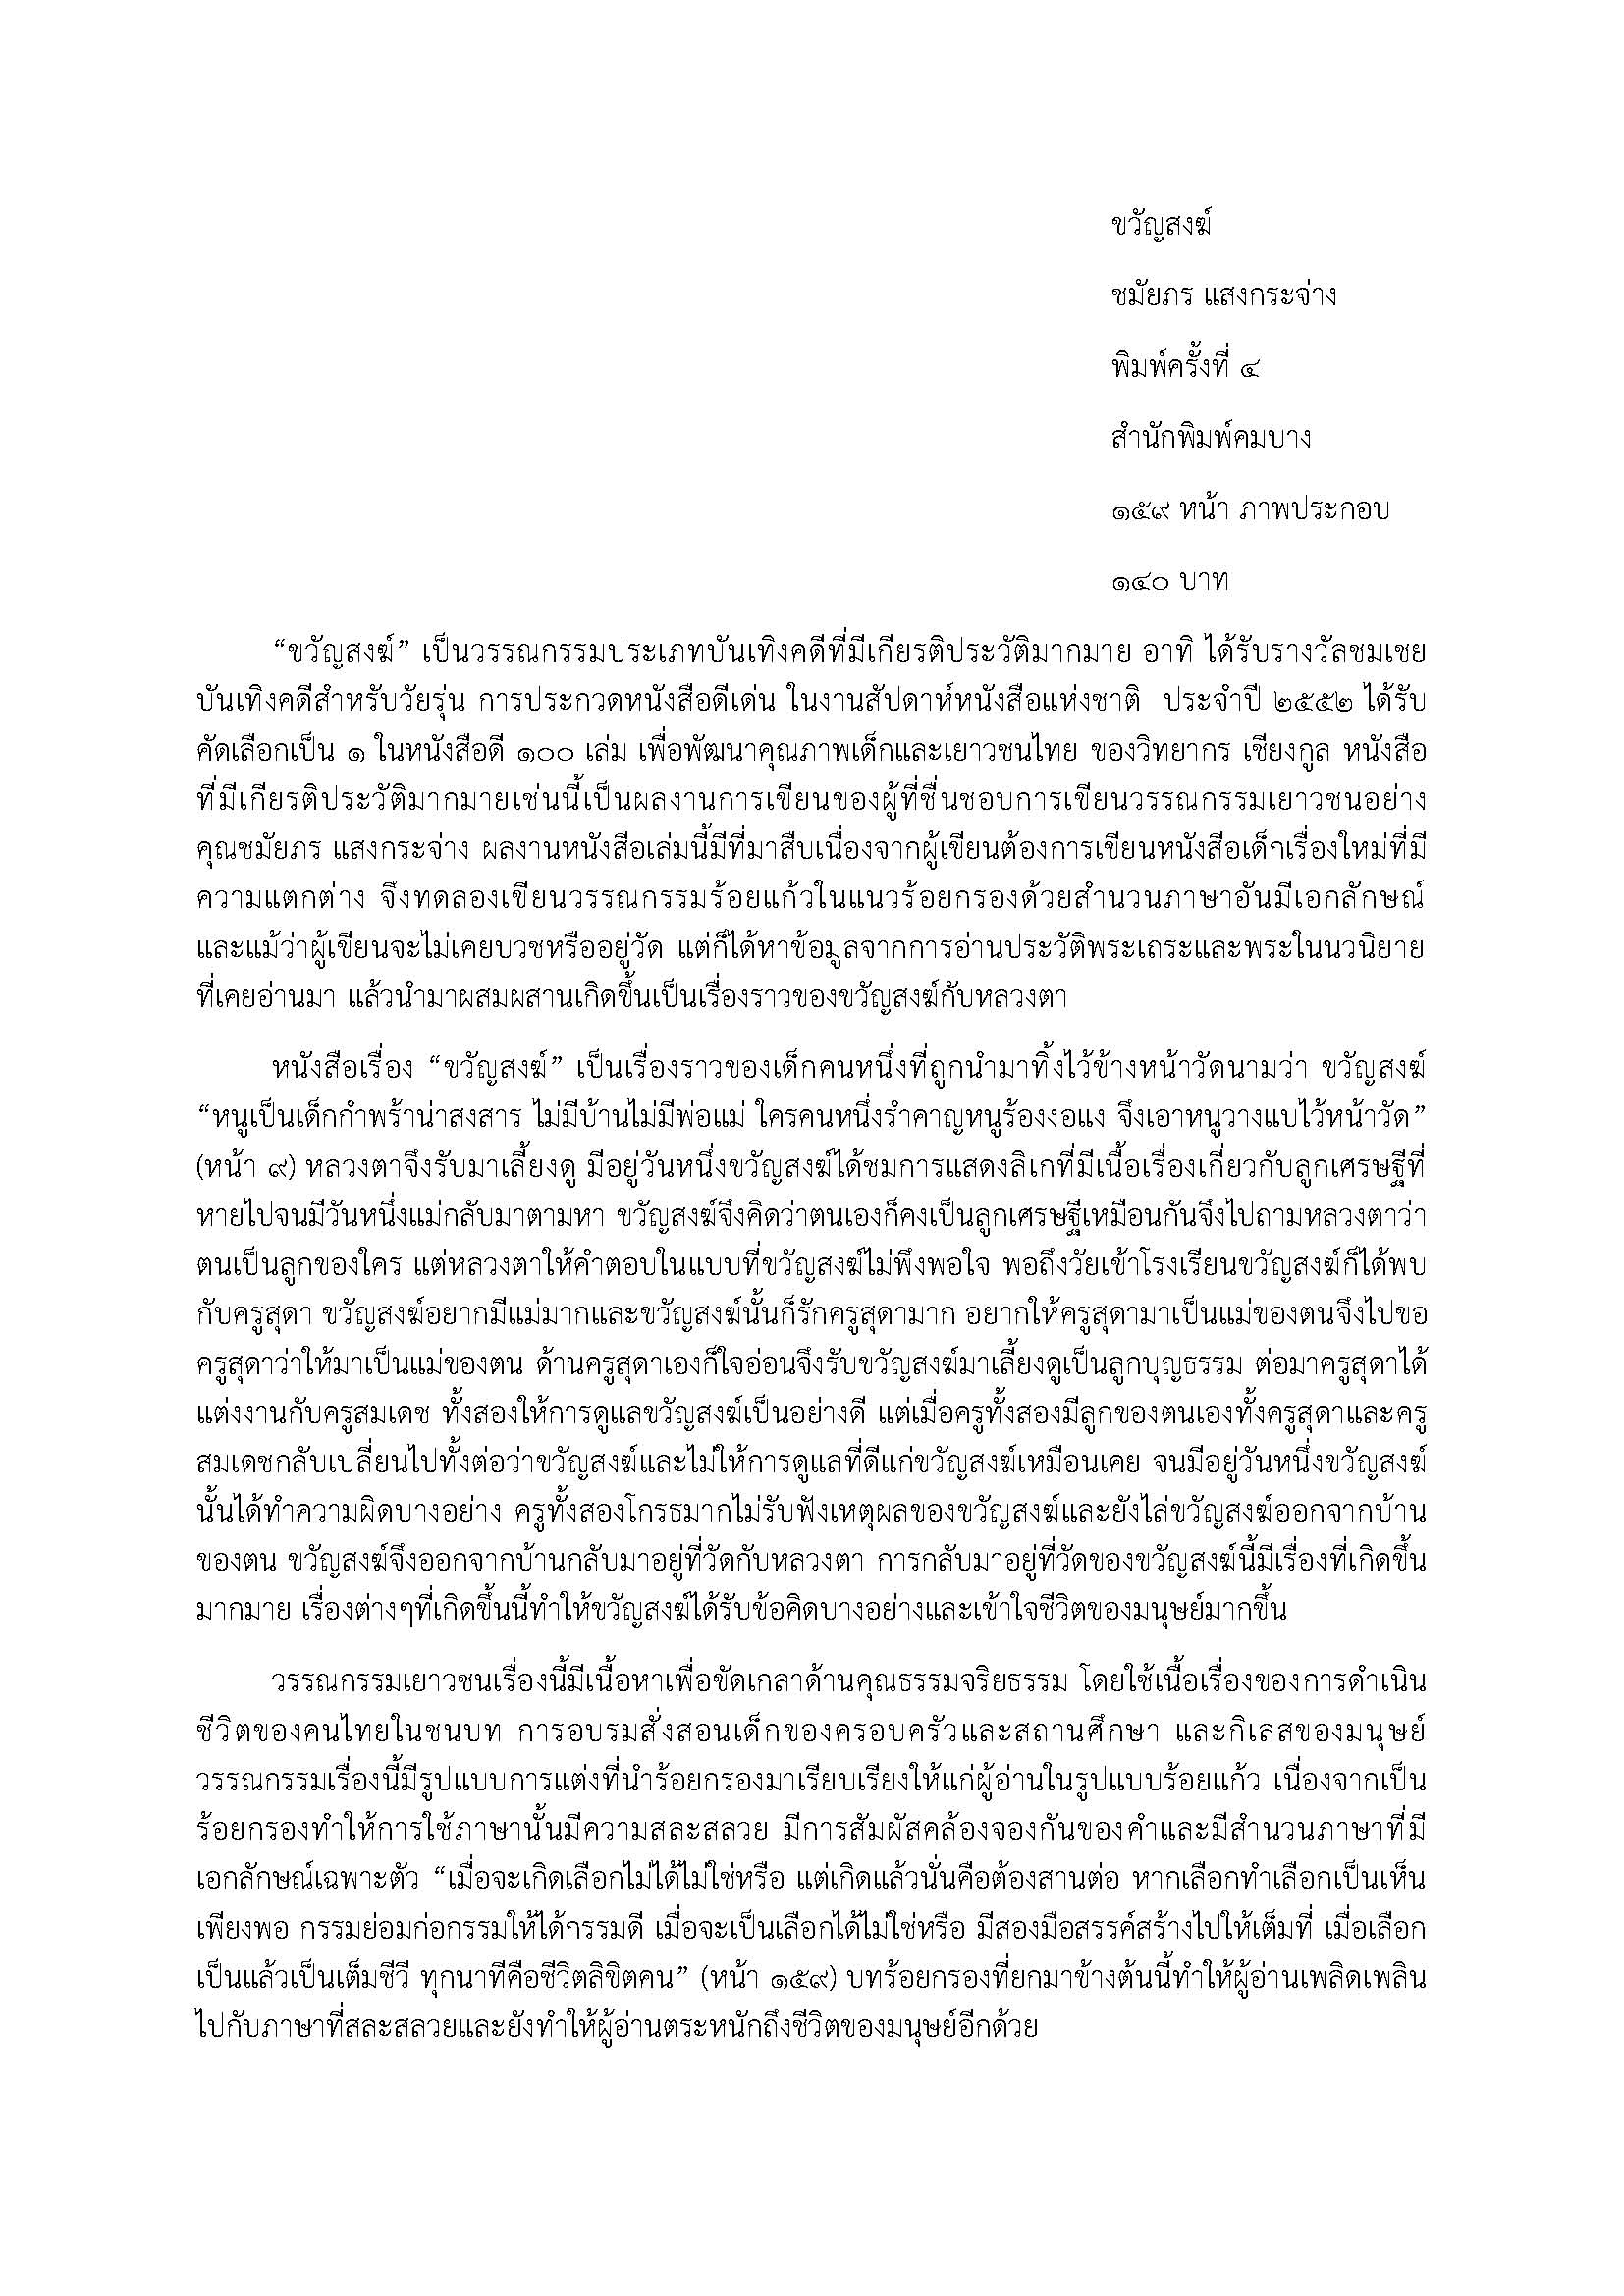 ขวัญสงฆ์
ชมัยภร แสงกระจ่าง
พิมพ์ครั้งที่ ๔
สำนักพิมพ์คมบาง
๑๕๙ หน้า ภาพประกอบ
๑๔๐ บาท
“ขวัญสงฆ์” เป็นวรรณกรรมประเภทบันเทิงคดีที่มีเกียรติประวัติมากมาย อาทิ ได้รับรางวัลชมเชย
บันเทิงคดีสำหรับวัยรุ่น การประกวดหนังสือดีเด่น ในงานสัปดาห์หนังสือแห่งชาติ ประจำปี ๒๕๕๒ ได้รับ
คัดเลือกเป็น ๑ ในหนังสือดี ๑๐๐ เล่ม เพื่อพัฒนาคุณภาพเด็กและเยาวชนไทย ของวิทยากร เชียงกูล หนังสือ
ที่มีเกียรติประวัติมากมายเช่นนี้เป็นผลงานการเขียนของผู้ที่ชื่นชอบการเขียนวรรณกรรมเยาวชนอย่าง
คุณชมัยภร แสงกระจ่าง ผลงานหนังสือเล่มนี้มีที่มาสืบเนื่องจากผู้เขียนต้องการเขียนหนังสือเด็กเรื่องใหม่ที่มี
ความแตกต่าง จึงทดลองเขียนวรรณกรรมร้อยแก้วในแนวร้อยกรองด้วยสำนวนภาษาอันมีเอกลักษณ์
และแม้ว่าผู้เขียนจะไม่เคยบวชหรืออยู่วัด แต่ก็ได้หาข้อมูลจากการอ่านประวัติพระเถระและพระในนวนิยาย
ที่เคยอ่านมา แล้วนำมาผสมผสานเกิดขึ้นเป็นเรื่องราวของขวัญสงฆ์กับหลวงตา
หนังสือเรื่อง “ขวัญสงฆ์” เป็นเรื่องราวของเด็กคนหนึ่งที่ถูกนำมาทิ้งไว้ข้างหน้าวัดนามว่า ขวัญสงฆ์
“หนูเป็นเด็กกำพร้าน่าสงสาร ไม่มีบ้านไม่มีพ่อแม่ ใครคนหนึ่งรำคาญหนูร้องงอแง จึงเอาหนูวางแบไว้หน้าวัด”
(หน้า ๙) หลวงตาจึงรับมาเลี้ยงดู มีอยู่วันหนึ่งขวัญสงฆ์ได้ชมการแสดงลิเกที่มีเนื้อเรื่องเกี่ยวกับลูกเศรษฐีที่
หายไปจนมีวันหนึ่งแม่กลับมาตามหา ขวัญสงฆ์จึงคิดว่าตนเองก็คงเป็นลูกเศรษฐีเหมือนกันจึงไปถามหลวงตาว่า
ตนเป็นลูกของใคร แต่หลวงตาให้คำตอบในแบบที่ขวัญสงฆ์ไม่พึงพอใจ พอถึงวัยเข้าโรงเรียนขวัญสงฆ์ก็ได้พบ
กับครูสุดา ขวัญสงฆ์อยากมีแม่มากและขวัญสงฆ์นั้นก็รักครูสุดามาก อยากให้ครูสุดามาเป็นแม่ของตนจึงไปขอ
ครูสุดาว่าให้มาเป็นแม่ของตน ด้านครูสุดาเองก็ใจอ่อนจึงรับขวัญสงฆ์มาเลี้ยงดูเป็นลูกบุญธรรม ต่อมาครูสุดาได้
แต่งงานกับครูสมเดช ทั้งสองให้การดูแลขวัญสงฆ์เป็นอย่างดี แต่เมื่อครูทั้งสองมีลูกของตนเองทั้งครูสุดาและครู
สมเดชกลับเปลี่ยนไปทั้งต่อว่าขวัญสงฆ์และไม่ให้การดูแลที่ดีแก่ขวัญสงฆ์เหมือนเคย จนมีอยู่วันหนึ่งขวัญสงฆ์
นั้นได้ทำความผิดบางอย่าง ครูทั้งสองโกรธมากไม่รับฟังเหตุผลของขวัญสงฆ์และยังไล่ขวัญสงฆ์ออกจากบ้าน
ของตน ขวัญสงฆ์จึงออกจากบ้านกลับมาอยู่ที่วัดกับหลวงตา การกลับมาอยู่ที่วัดของขวัญสงฆ์นี้มีเรื่องที่เกิดขึ้น
มากมาย เรื่องต่างๆที่เกิดขึ้นนี้ทำให้ขวัญสงฆ์ได้รับข้อคิดบางอย่างและเข้าใจชีวิตของมนุษย์มากขึ้น
วรรณกรรมเยาวชนเรื่องนี้มีเนื้อหาเพื่อขัดเกลาด้านคุณธรรมจริยธรรม โดยใช้เนื้อเรื่องของการดำเนิน
ชีวิตของคนไทยในชนบท การอบรมสั่งสอนเด็กของครอบครัวและสถานศึกษา และกิเลสของมนุษย์
วรรณกรรมเรื่องนี้มีรูปแบบการแต่งที่นำร้อยกรองมาเรียบเรียงให้แก่ผู้อ่านในรูปแบบร้อยแก้ว เนื่องจากเป็น
ร้อยกรองทำให้การใช้ภาษานั้นมีความสละสลวย มีการสัมผัสคล้องจองกันของคำและมีสำนวนภาษาที่มี
เอกลักษณ์เฉพาะตัว “เมื่อจะเกิดเลือกไม่ได้ไม่ใช่หรือ แต่เกิดแล้วนั่นคือต้องสานต่อ หากเลือกทำเลือกเป็นเห็น
เพียงพอ กรรมย่อมก่อกรรมให้ได้กรรมดี เมื่อจะเป็นเลือกได้ไม่ใช่หรือ มีสองมือสรรค์สร้างไปให้เต็มที่ เมื่อเลือก
เป็นแล้วเป็นเต็มชีวี ทุกนาทีคือชีวิตลิขิตคน” (หน้า ๑๕๙) บทร้อยกรองที่ยกมาข้างต้นนี้ทำให้ผู้อ่านเพลิดเพลิน
ไปกับภาษาที่สละสลวยและยังทำให้ผู้อ่านตระหนักถึงชีวิตของมนุษย์อีกด้วย